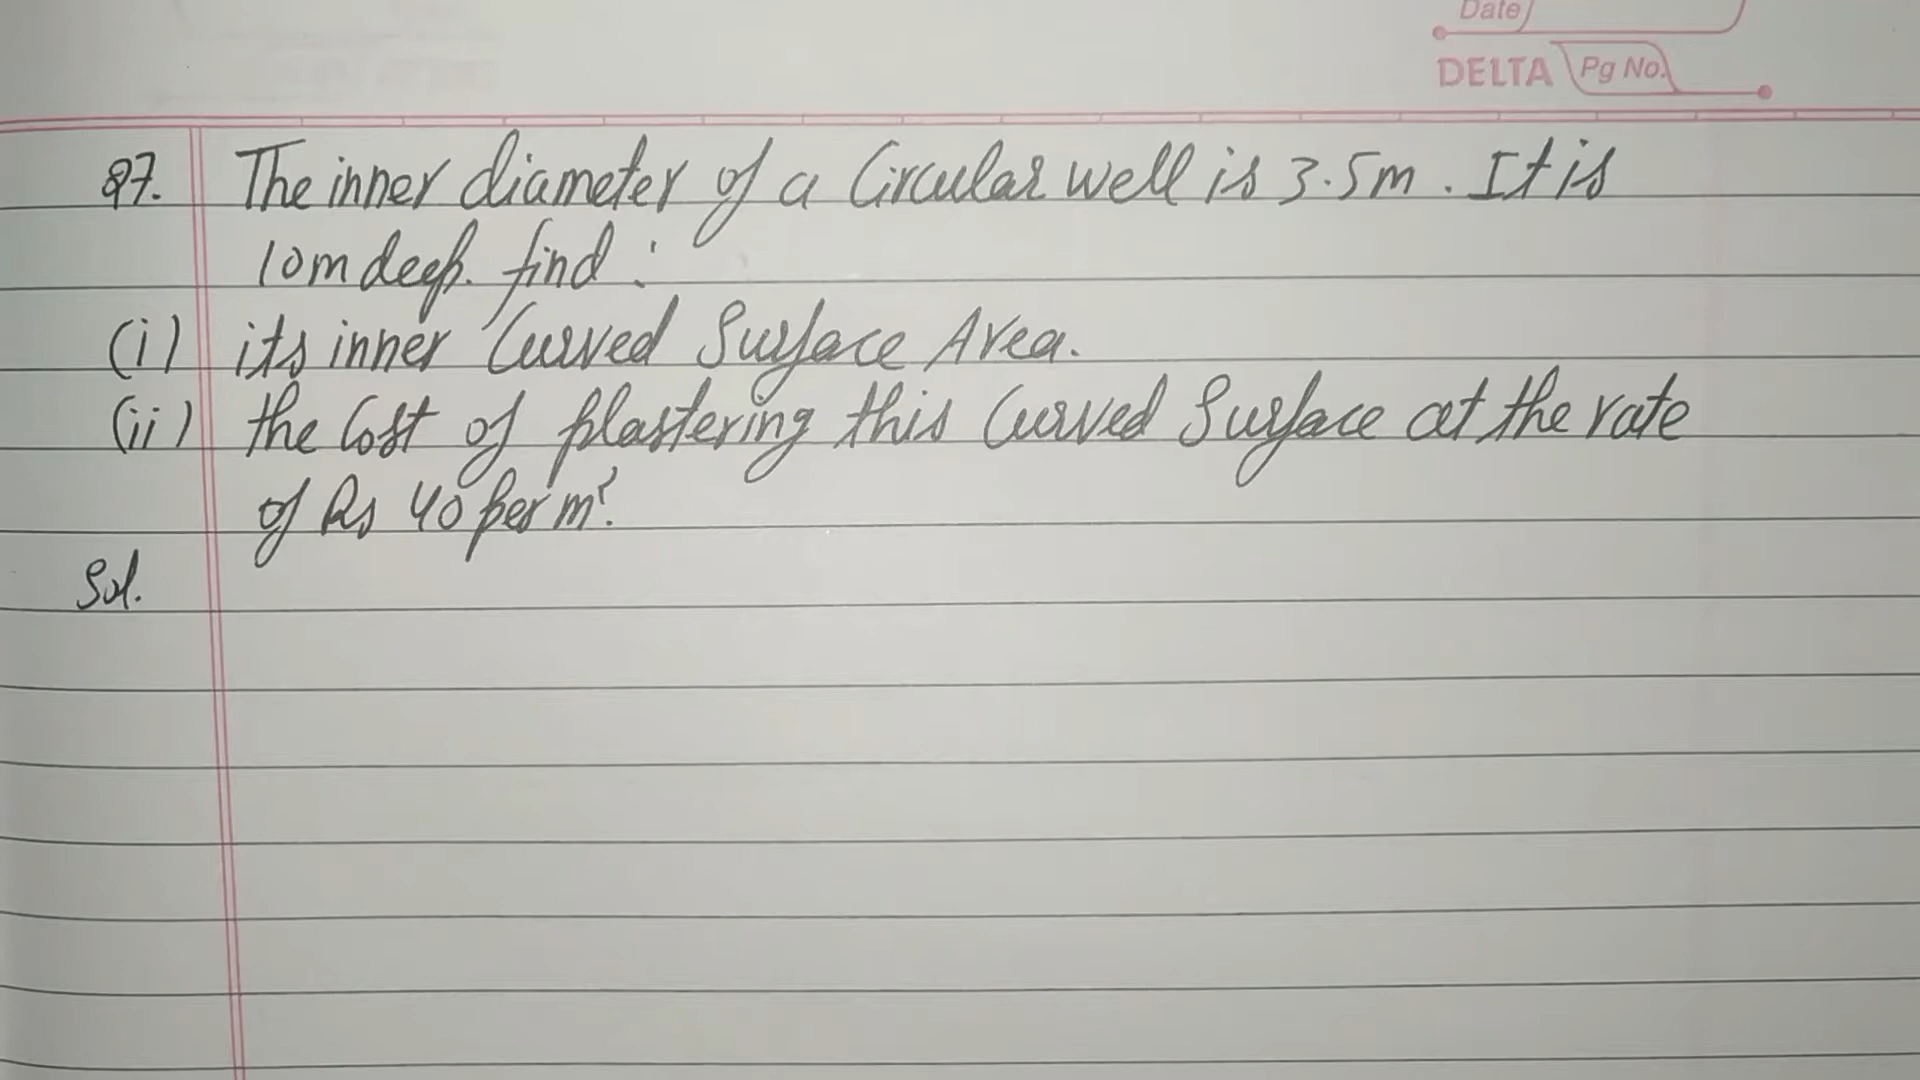 Date
DELTA Pg No.
Q7. The inner diameter of a Circular well is 3.5m. It is
10m deep. find :
(i) its inner Curved Surface Area.
(ii) the Cost of plastering this Curved Surface at the rate
of Rs 40 per m².
Sol.